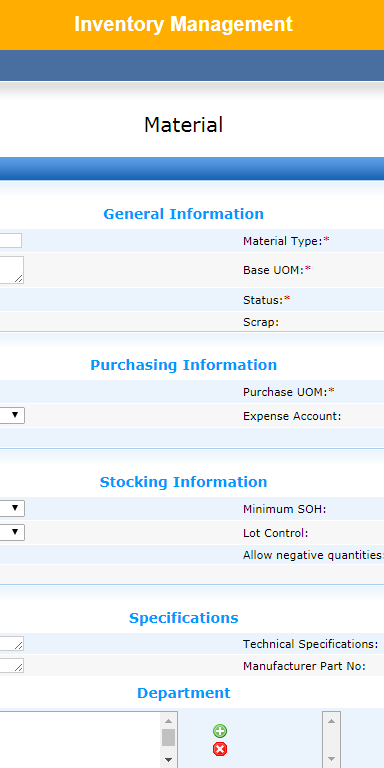 Inventory Management
Material
General Information
Material Type:*
Base UOM:*
Status:*
Scrap:
Purchasing Information
Purchase UOM:*
Expense Account:
Stocking Information
Minimum SOH:
Lot Control:
Allow negative quantities:
Specifications
Technical Specifications:
Manufacturer Part No:
Department